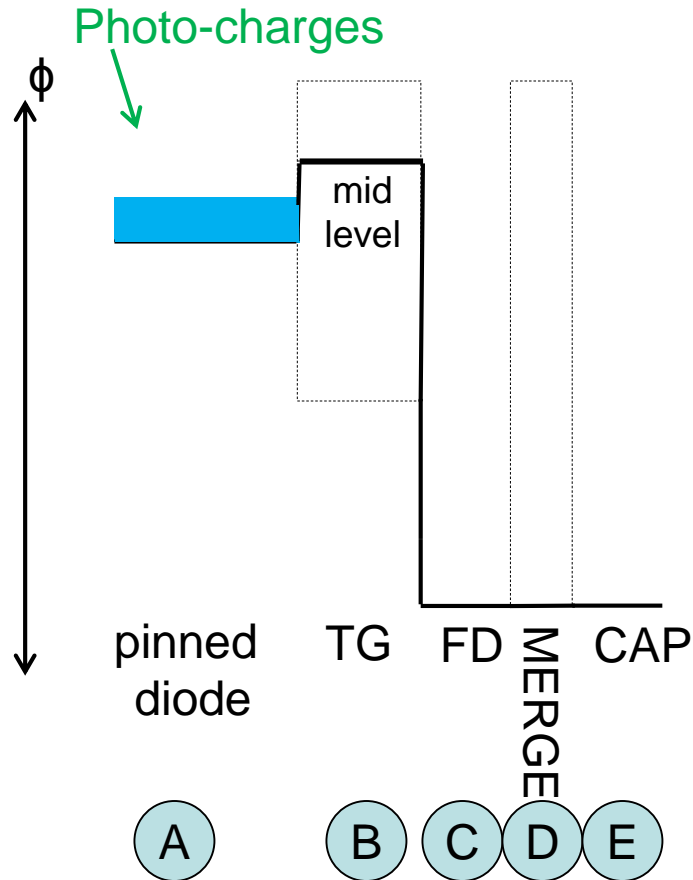 Photo-charges
ϕ
mid
level
pinned
diode
TG
FD
MERGE
CAP
A
B
C
D
E